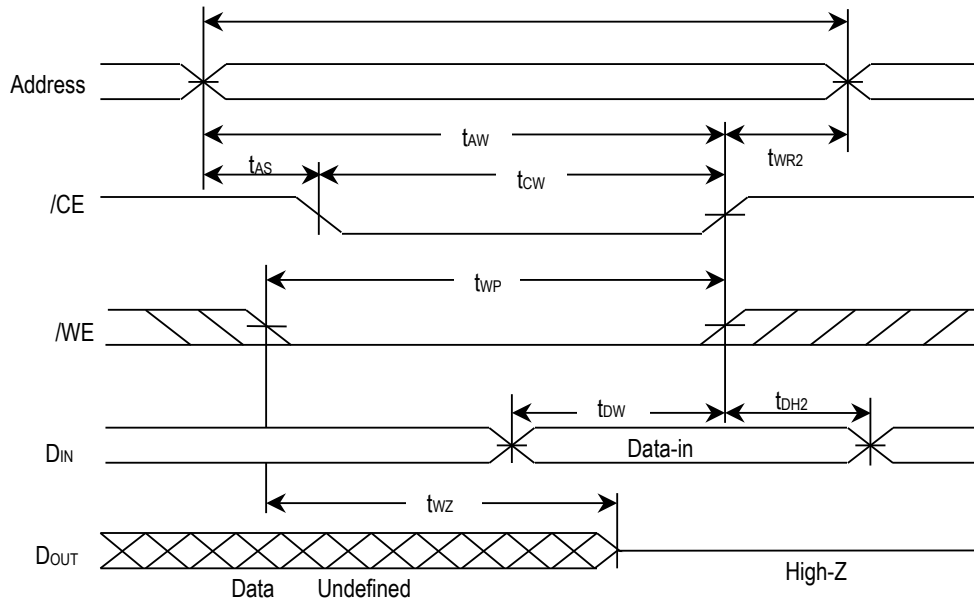 Address
tAW
tWR2
tAS
tCW
/CE
tWP
/WE
tDW
tDH2
DIN
Data-in
tWZ
DOUT
High-Z
Data Undefined